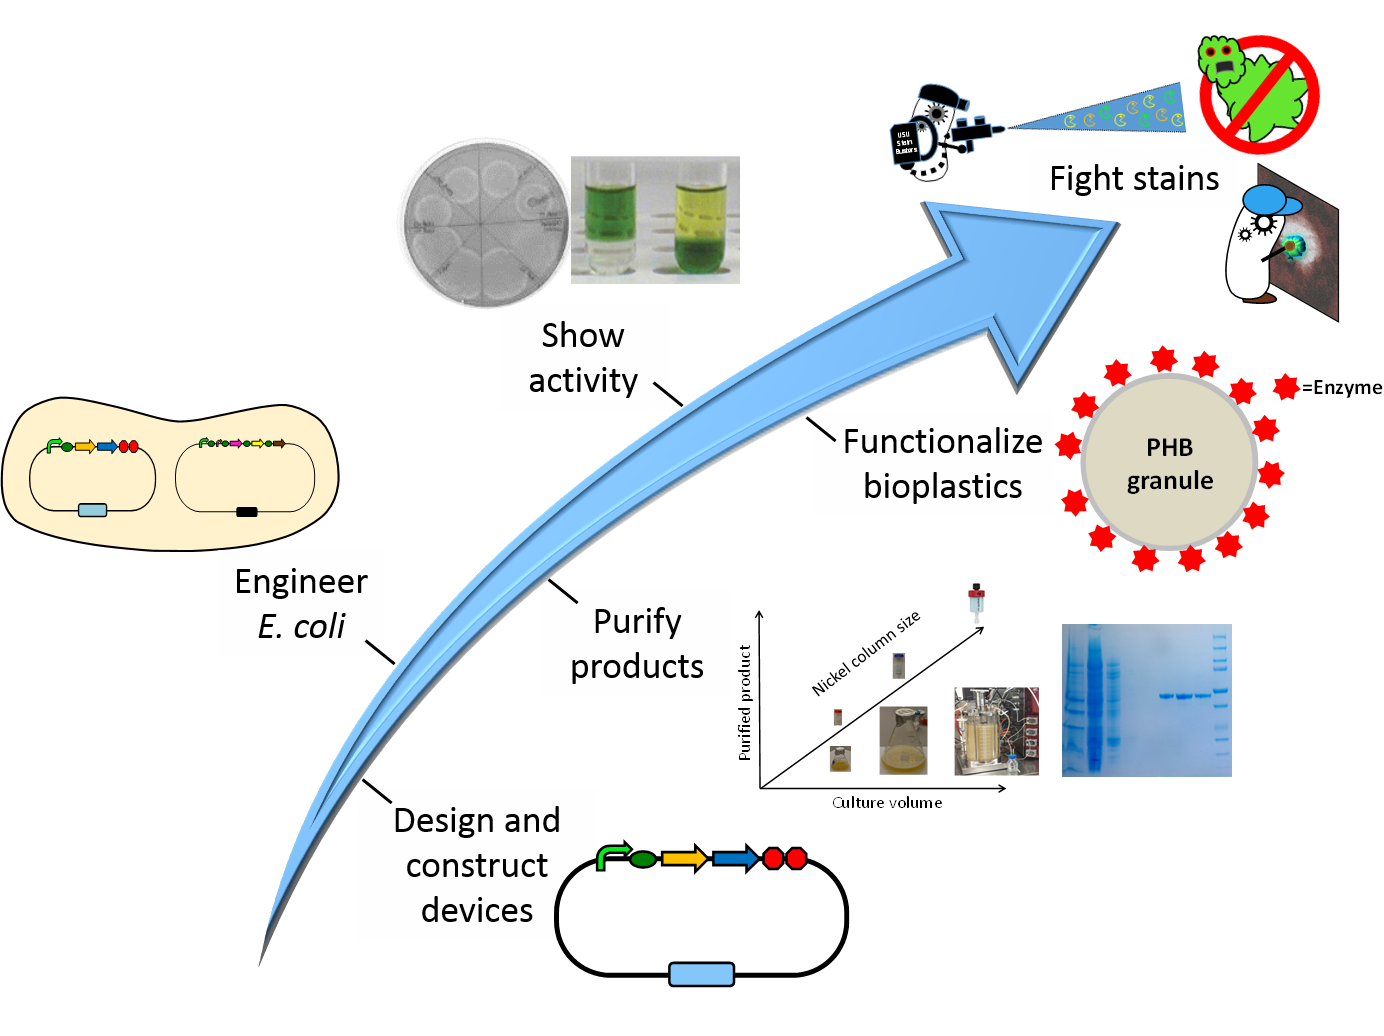 USU
Stain
Busters
Fight stains
Show
activity
=Enzyme
Functionalize
bioplastics
PHB
granule
Engineer
E. coli
Purify
products
Nickel column size
Purified product
Culture volume
Design and
construct
devices